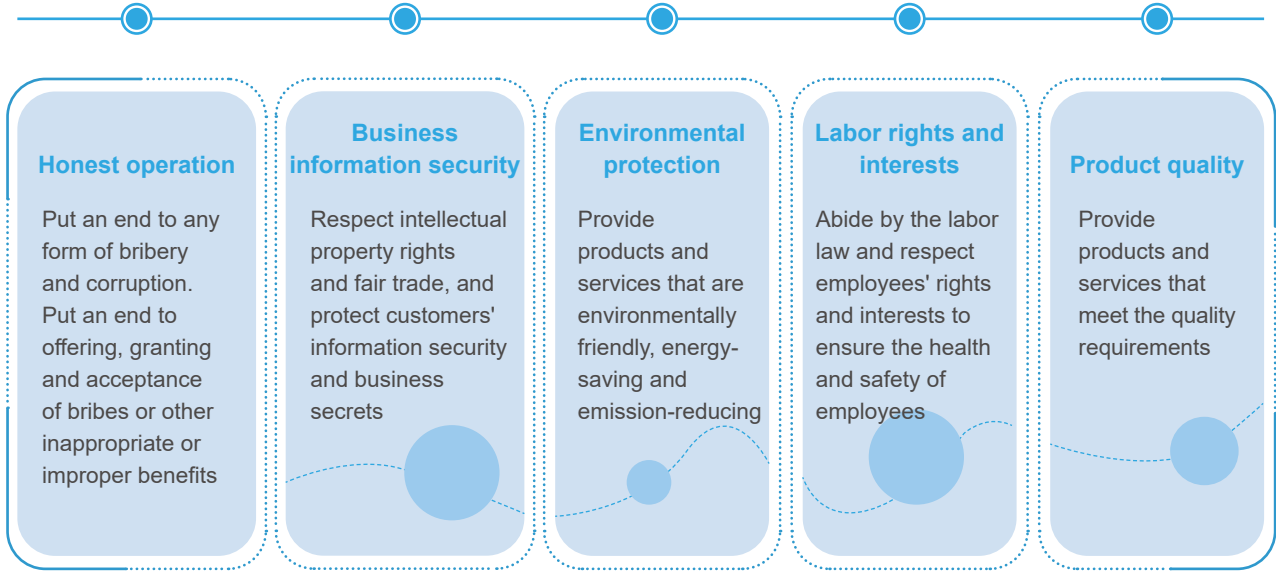 Honest operation
Put an end to any
form of bribery
and corruption.
Put an end to
offering, granting
and acceptance
of bribes or other
inappropriate or
improper benefits
Business
information security
Respect intellectual
property rights
and fair trade, and
protect customers'
information security
and business
secrets
Environmental
protection
Provide
products and
services that are
environmentally
friendly, energy-
saving and
emission-reducing
Labor rights and
interests
Abide by the labor
law and respect
employees' rights
and interests to
ensure the health
and safety of
employees
Product quality
Provide
products and
services that
meet the quality
requirements